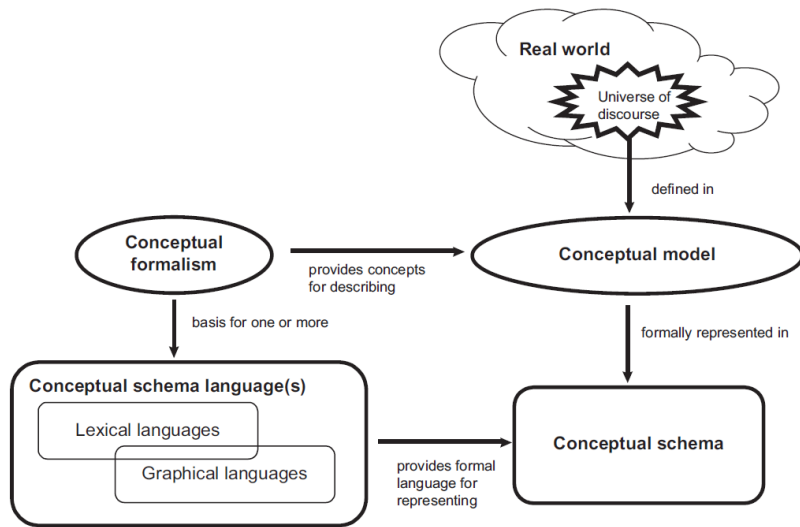 Real world
Universe of
discourse
defined in
Conceptual
formalism
provides concepts
for describing
Conceptual model
basis for one or more
formally represented in
Conceptual schema language(s)
Lexical languages
Graphical languages
provides formal
language for
representing
Conceptual schema